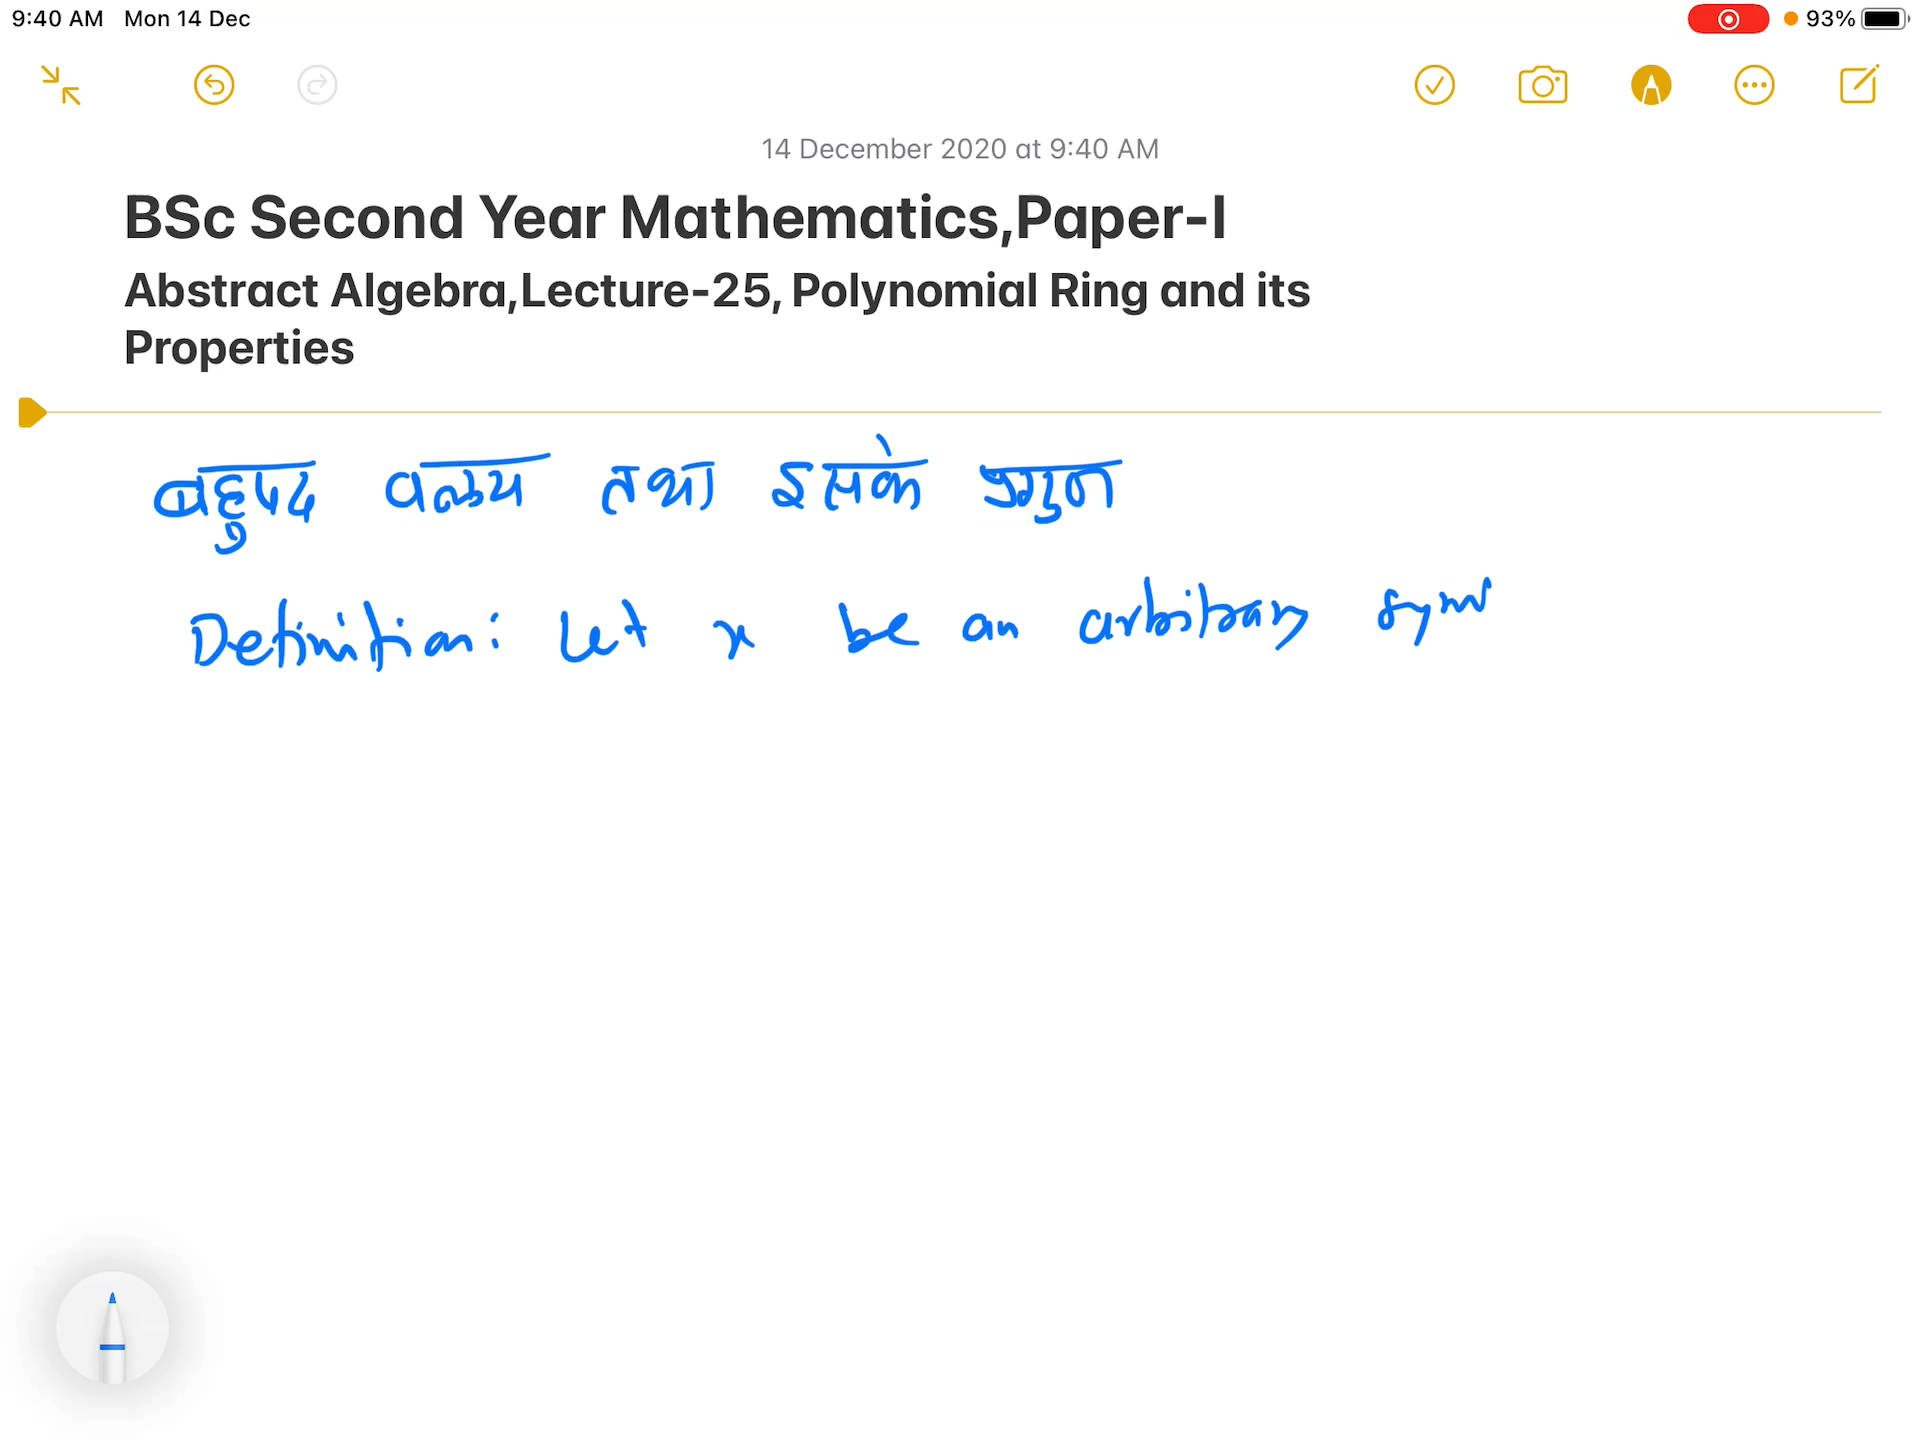 9:40 AM Mon 14 Dec 93%
14 December 2020 at 9:40 AM
BSc Second Year Mathematics,Paper-I
Abstract Algebra,Lecture-25, Polynomial Ring and its
Properties
बहुपद वलय तथा इसके गुण
Definition: Let x be an arbitrary sym